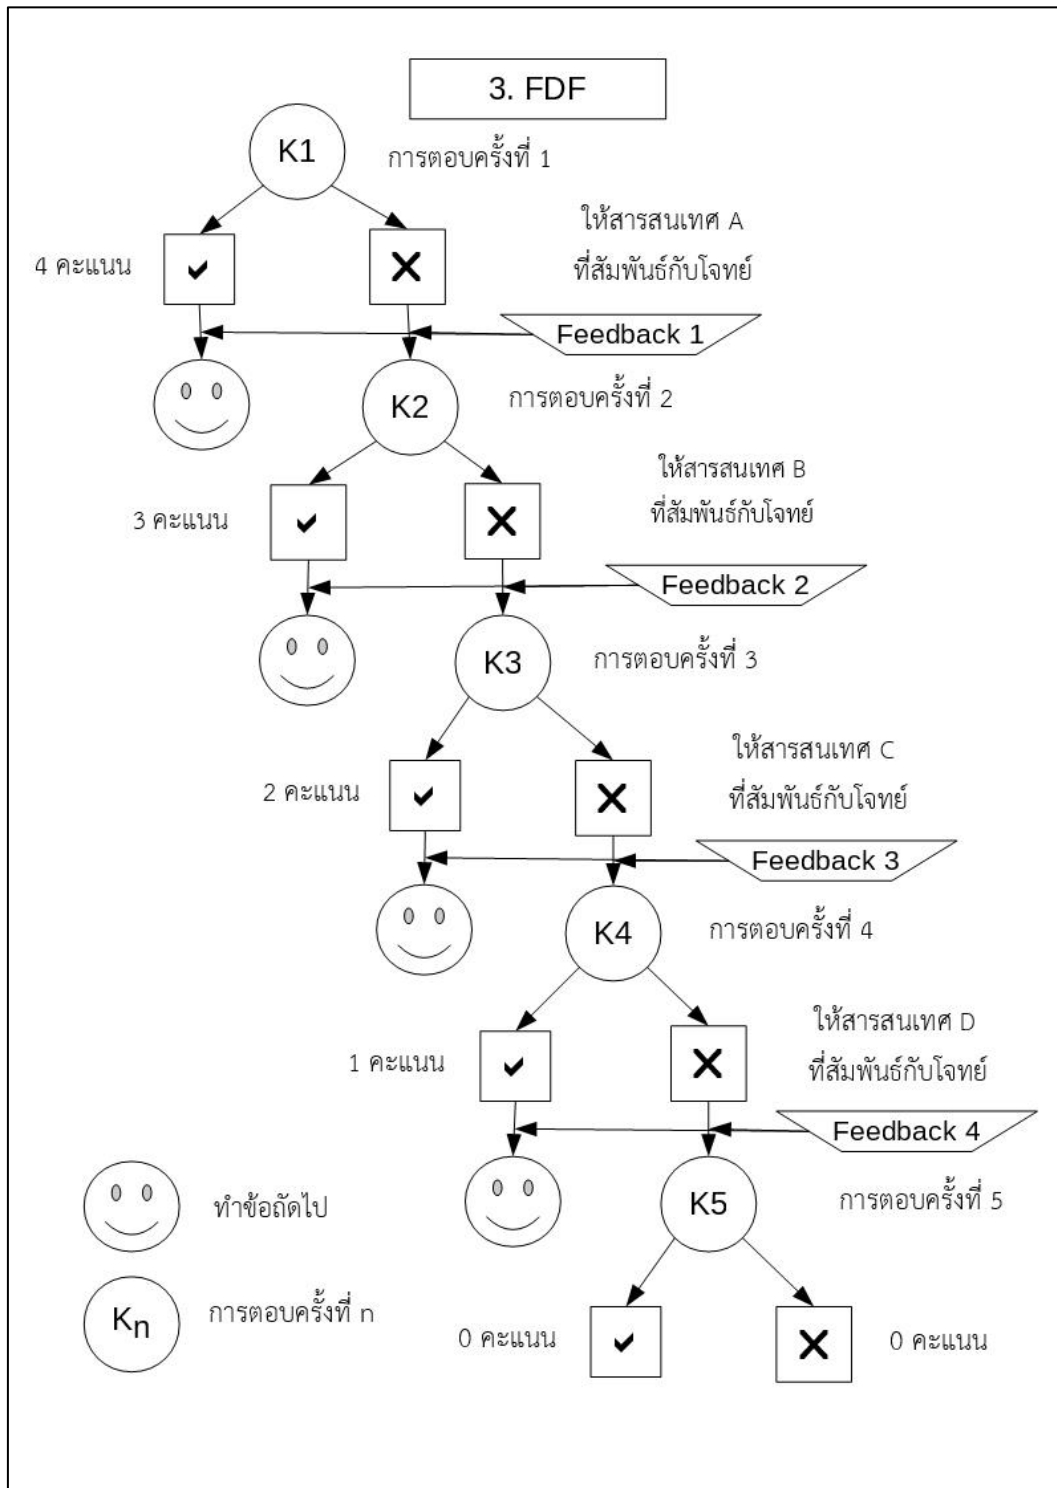 3. FDF
K1
การตอบครั้งที่ 1
ให้สารสนเทศ A
4 คะแนน
ที่สัมพันธ์กับโจทย์
Feedback 1
K2
การตอบครั้งที่ 2
ให้สารสนเทศ B
3 คะแนน
ที่สัมพันธ์กับโจทย์
Feedback 2
K3
การตอบครั้งที่ 3
ให้สารสนเทศ C
2 คะแนน
ที่สัมพันธ์กับโจทย์
Feedback 3
K4
การตอบครั้งที่ 4
ให้สารสนเทศ D
1 คะแนน
ที่สัมพันธ์กับโจทย์
Feedback 4
K5
การตอบครั้งที่ 5
ทำข้อถัดไป
Kn
การตอบครั้งที่ n
0 คะแนน
0 คะแนน